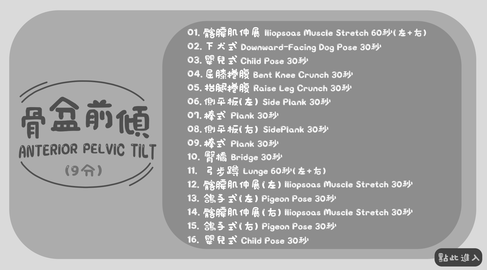 骨盆前傾
ANTERIOR PELVIC TILT
(9分)
01. 髂腰肌伸展 Iliopsoas Muscle Stretch 60秒(左+右)
02. 下犬式 Downward-Facing Dog Pose 30秒
03. 嬰兒式 Child Pose 30秒
04. 屈膝捲腹 Bent Knee Crunch 30秒
05. 抬腿捲腹 Raise Leg Crunch 30秒
06. 側平板(左) Side Plank 30秒
07. 棒式 Plank 30秒
08. 側平板(右) SidePlank 30秒
09. 棒式 Plank 30秒
10. 臀橋 Bridge 30秒
11. 弓步蹲 Lunge 60秒(左+右)
12. 髂腰肌伸展(左) Iliopsoas Muscle Stretch 30秒
13. 鴿子式(左) Pigeon Pose 30秒
14. 髂腰肌伸展(右) Iliopsoas Muscle Stretch 30秒
15. 鴿子式(右) Pigeon Pose 30秒
16. 嬰兒式 Child Pose 30秒
點此進入